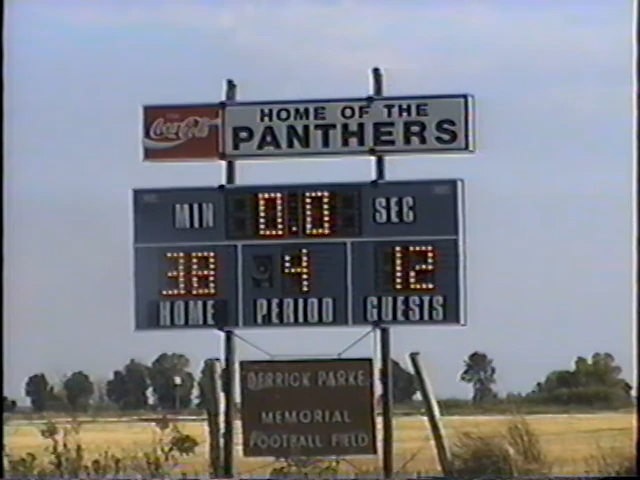 Coca-Cola
HOME OF THE
PANTHERS
MIN 0.0 SEC
38 4 12
HOME PERIOD GUESTS
DERRICK PARKE
MEMORIAL
FOOTBALL FIELD